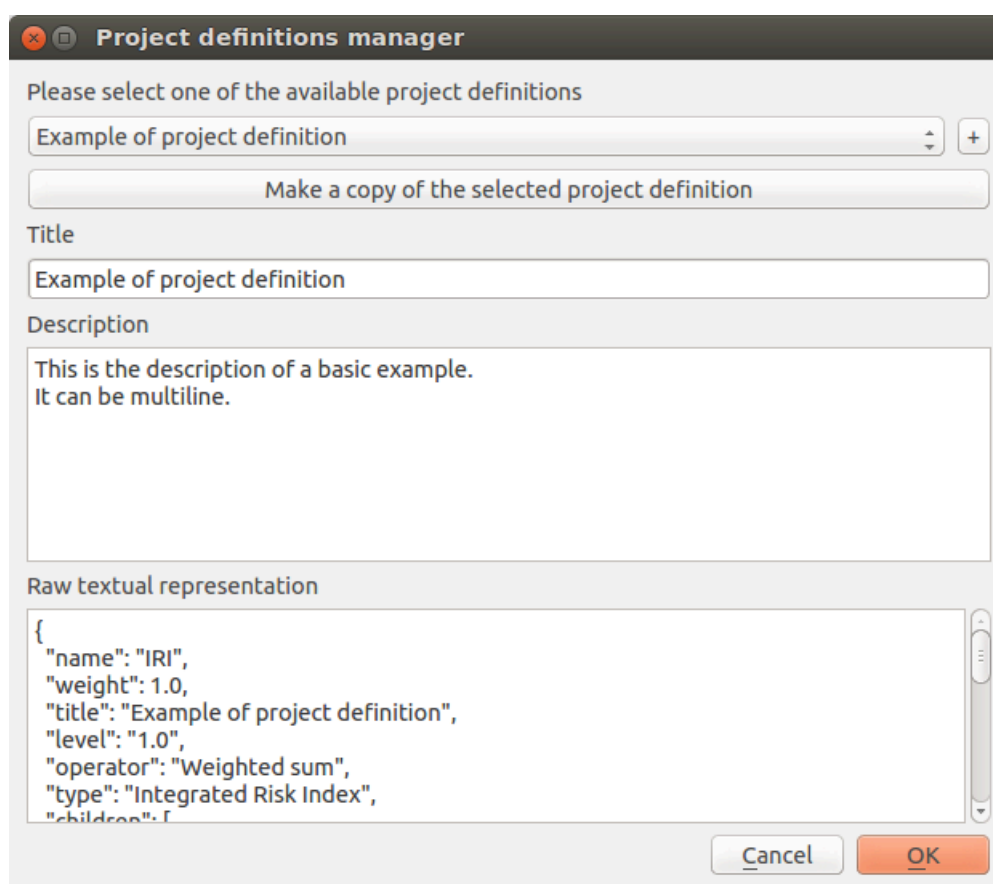 Project definitions manager
Please select one of the available project definitions
Example of project definition
+
Make a copy of the selected project definition
Title
Example of project definition
Description
This is the description of a basic example.
It can be multiline.
Raw textual representation
{
"name": "IRI",
"weight": 1.0,
"title": "Example of project definition",
"level": "1.0",
"operator": "Weighted sum",
"type": "Integrated Risk Index",
"children": [
Cancel OK